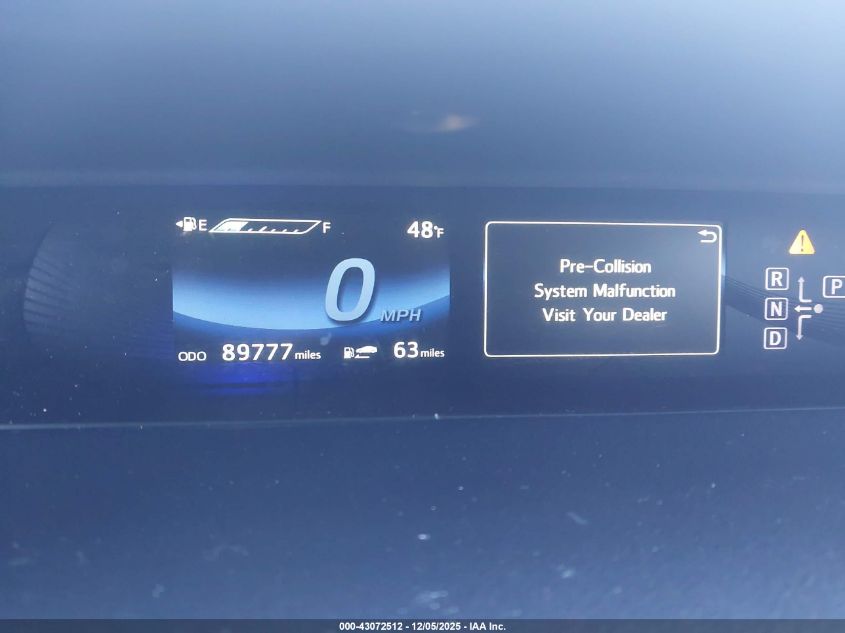 E F 48°F
0 MPH
ODO 89777 miles 63 miles
Pre-Collision
System Malfunction
Visit Your Dealer
R
N
D
P
000-43072512 - 12/05/2025 - IAA Inc.